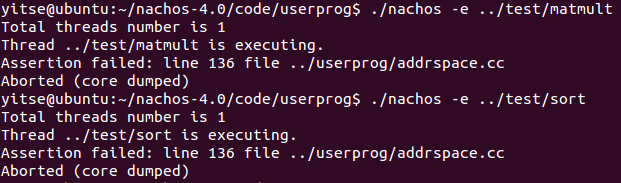 yitse@ubuntu:~/nachos-4.0/code/userprog$ ./nachos -e ../test/matmult
Total threads number is 1
Thread ../test/matmult is executing.
Assertion failed: line 136 file ../userprog/addrspace.cc
Aborted (core dumped)
yitse@ubuntu:~/nachos-4.0/code/userprog$ ./nachos -e ../test/sort
Total threads number is 1
Thread ../test/sort is executing.
Assertion failed: line 136 file ../userprog/addrspace.cc
Aborted (core dumped)